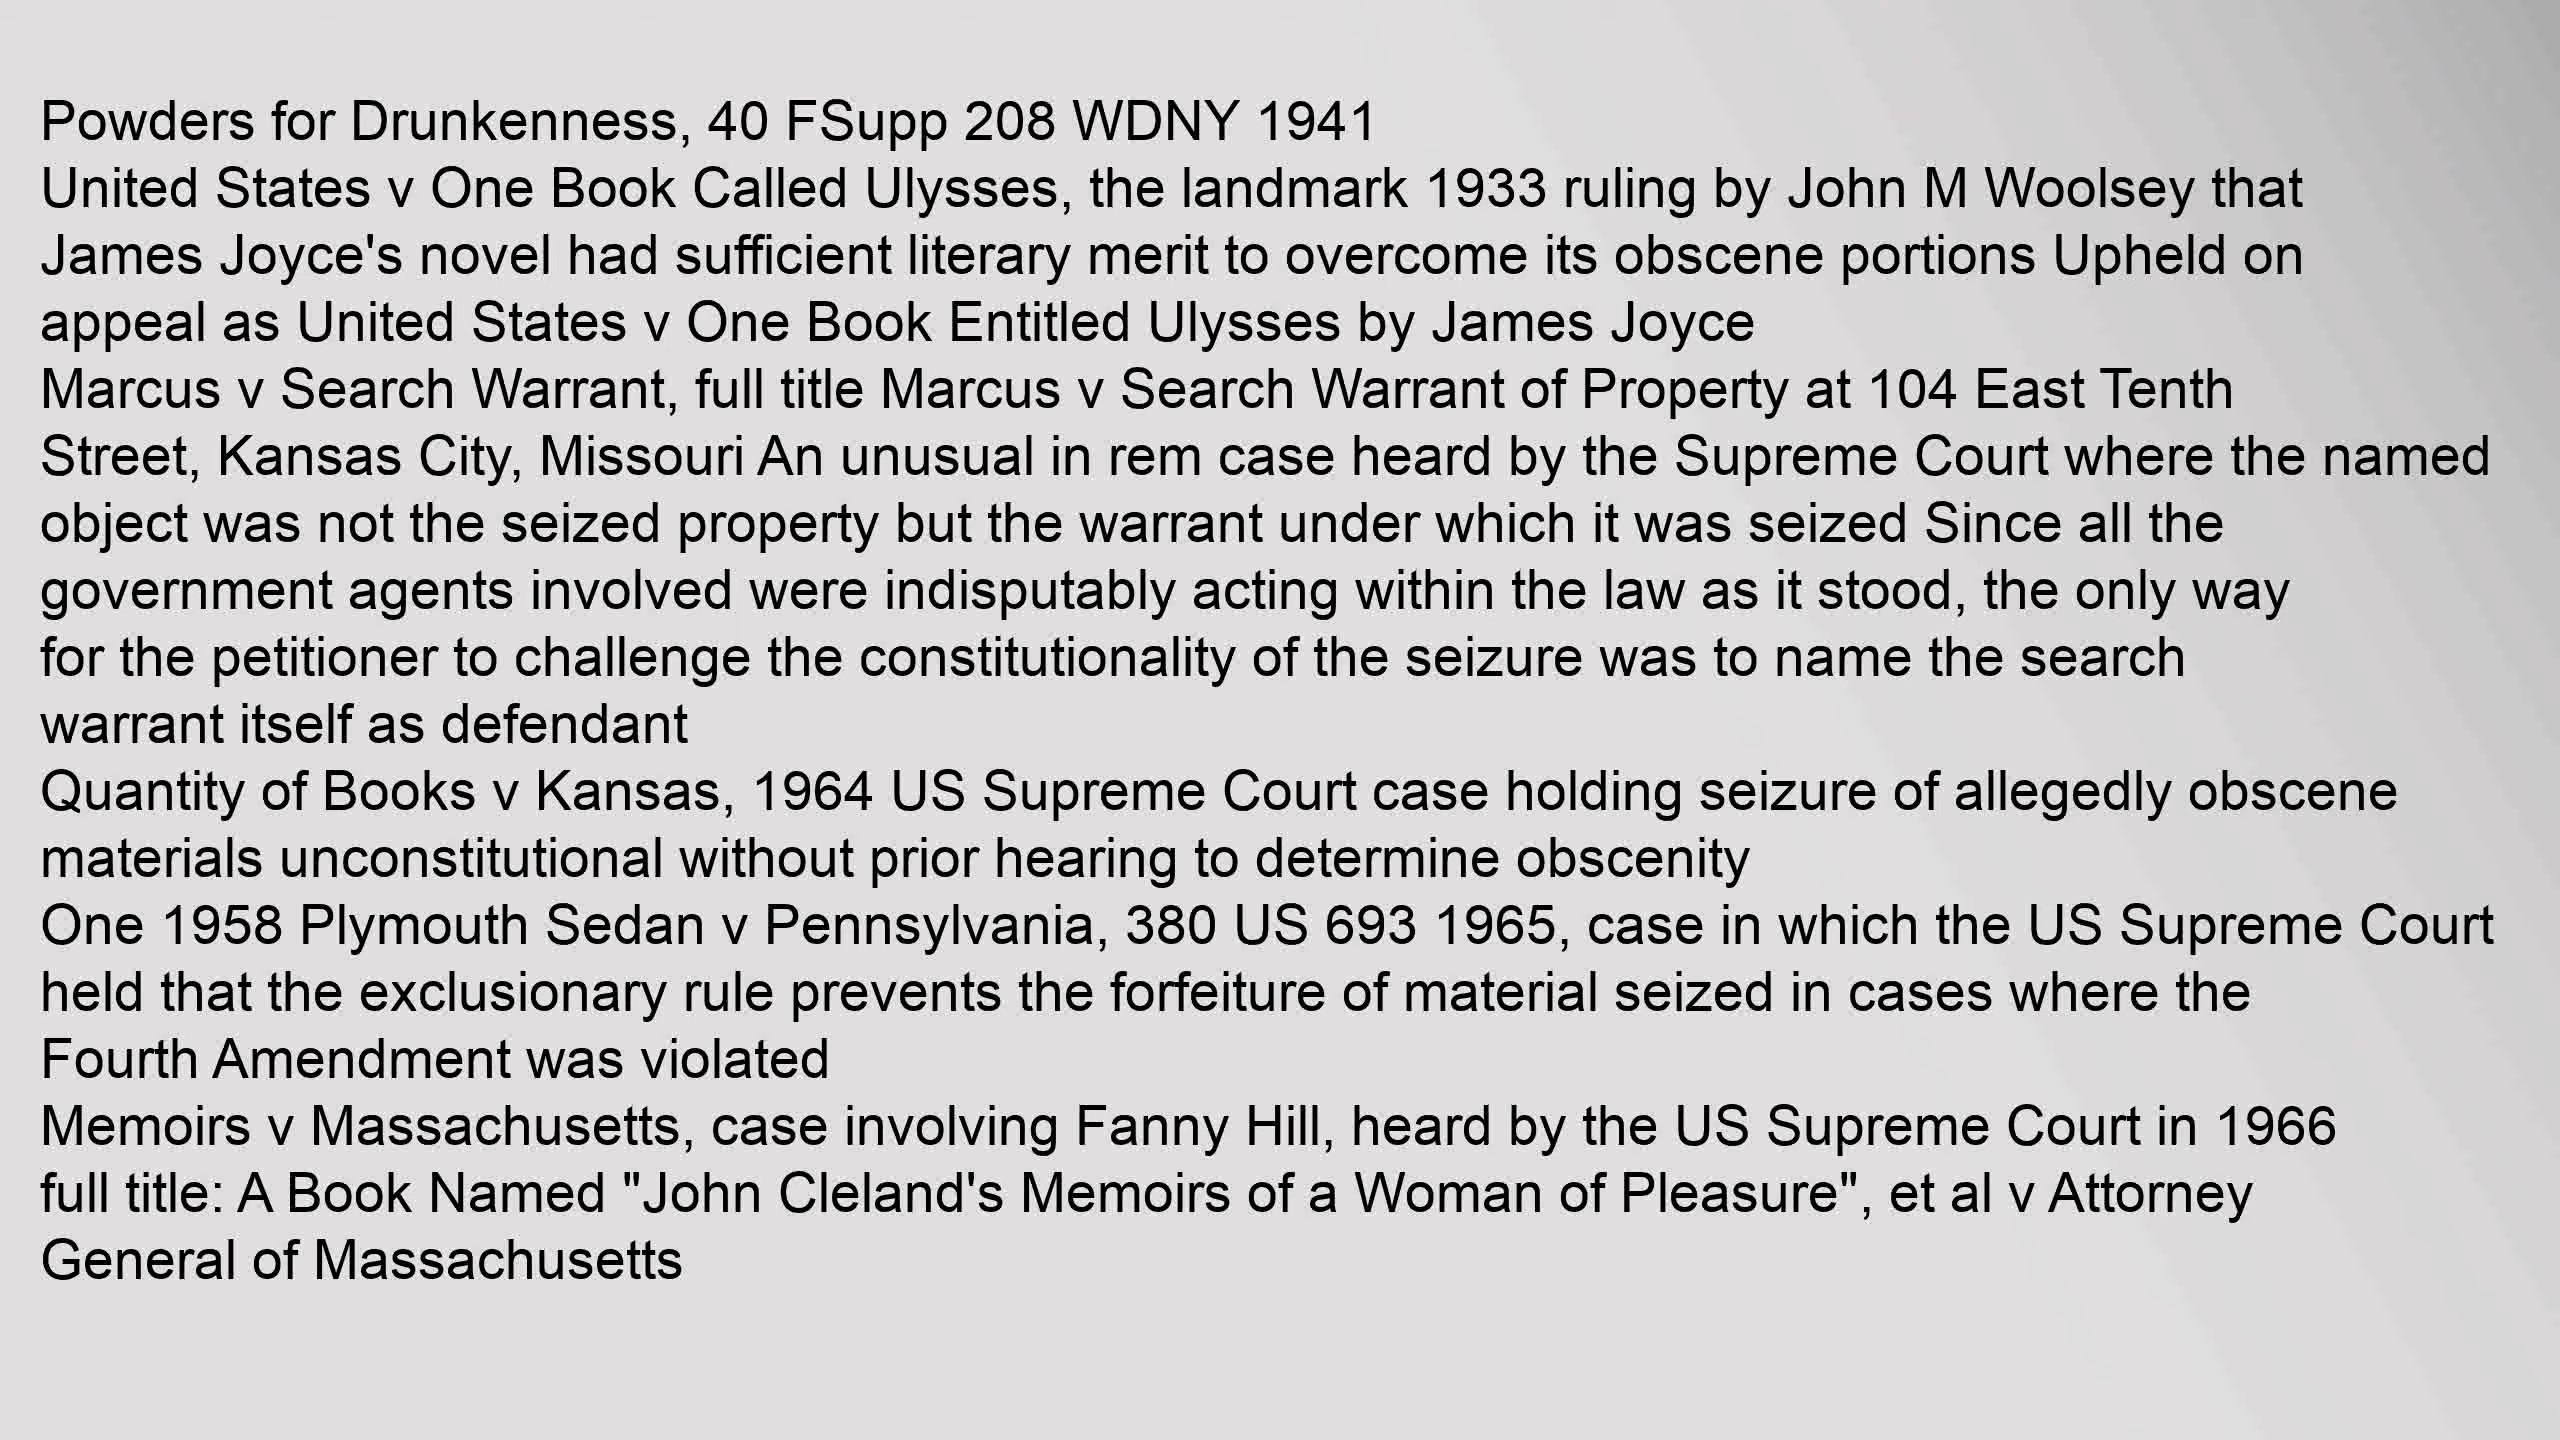 Powders for Drunkenness, 40 FSupp 208 WDNY 1941
United States v One Book Called Ulysses, the landmark 1933 ruling by John M Woolsey that
James Joyce's novel had sufficient literary merit to overcome its obscene portions Upheld on
appeal as United States v One Book Entitled Ulysses by James Joyce
Marcus v Search Warrant, full title Marcus v Search Warrant of Property at 104 East Tenth
Street, Kansas City, Missouri An unusual in rem case heard by the Supreme Court where the named
object was not the seized property but the warrant under which it was seized Since all the
government agents involved were indisputably acting within the law as it stood, the only way
for the petitioner to challenge the constitutionality of the seizure was to name the search
warrant itself as defendant
Quantity of Books v Kansas, 1964 US Supreme Court case holding seizure of allegedly obscene
materials unconstitutional without prior hearing to determine obscenity
One 1958 Plymouth Sedan v Pennsylvania, 380 US 693 1965, case in which the US Supreme Court
held that the exclusionary rule prevents the forfeiture of material seized in cases where the
Fourth Amendment was violated
Memoirs v Massachusetts, case involving Fanny Hill, heard by the US Supreme Court in 1966
full title: A Book Named "John Cleland's Memoirs of a Woman of Pleasure", et al v Attorney
General of Massachusetts